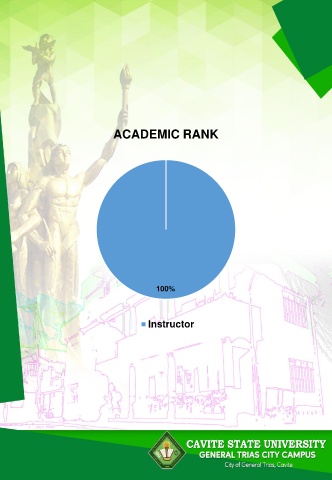 ACADEMIC RANK
100%
Instructor
CAVITE STATE UNIVERSITY
GENERAL TRIAS CITY CAMPUS
City of General Trias, Cavite